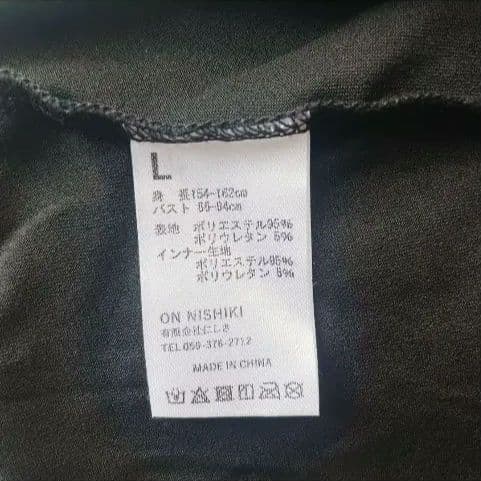 L
身 長154-162cm
バスト 86-94cm
表地 ポリエステル95%
ポリウレタン 5%
インナー生地
ポリエステル95%
ポリウレタン 5%
ON NISHIKI
有限会社にしき
TEL.059-376-2712
MADE IN CHINA